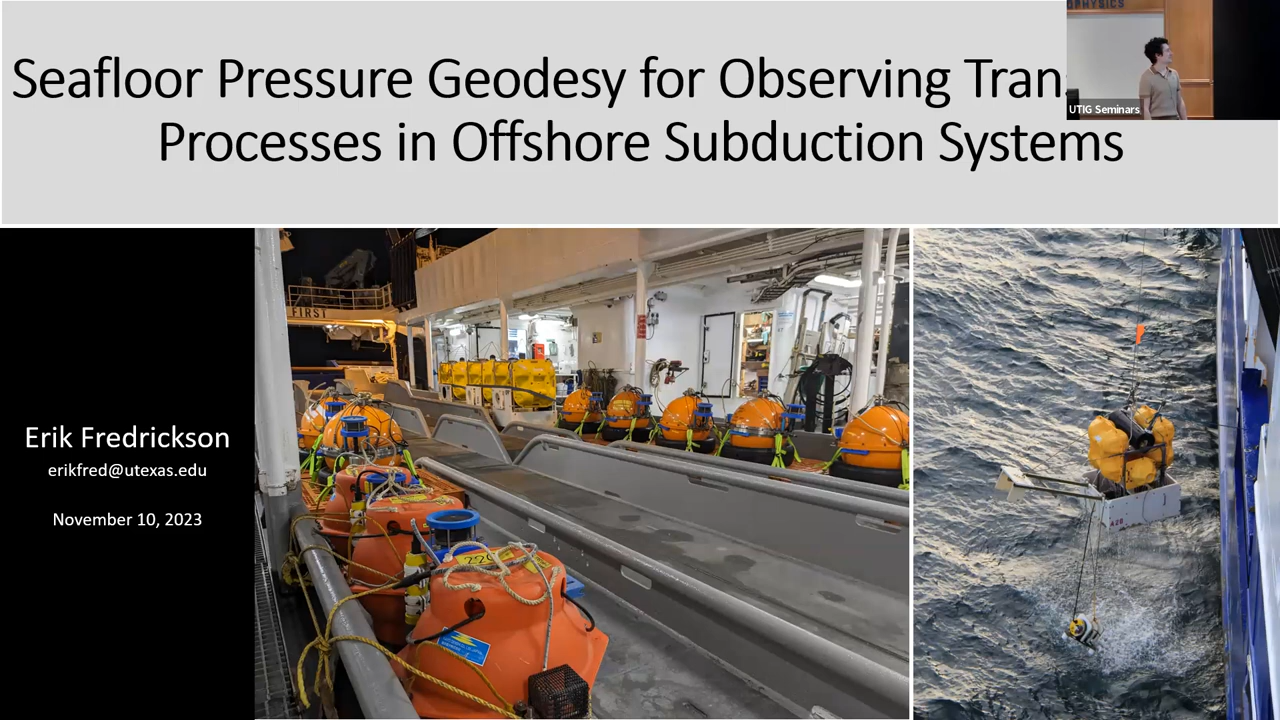 Seafloor Pressure Geodesy for Observing Tran
Processes in Offshore Subduction Systems
OPHYSICS
UTIG Seminars
FIRST
Erik Fredrickson
erikfred@utexas.edu
November 10, 2023